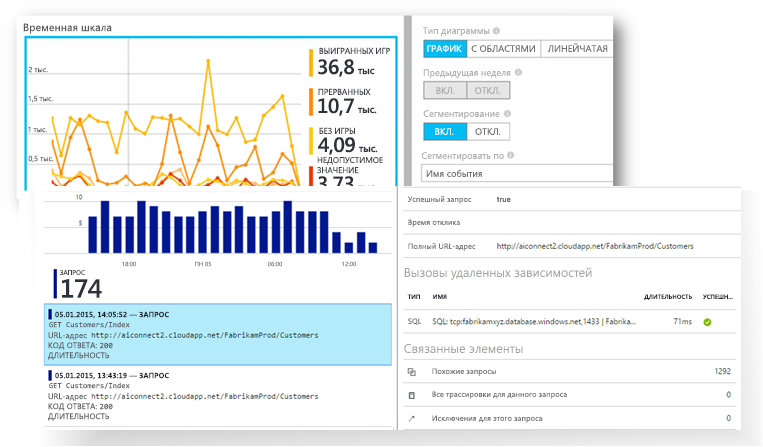 Временная шкала
2 тыс.
1,5 тыс.
1 тыс.
0,5 тыс.
ВЫИГРАННЫХ ИГР
36,8 тыс
ПРЕРВАННЫХ
10,7 тыс.
БЕЗ ИГРЫ
4,09 тыс.
НЕДОПУСТИМОЕ
ЗНАЧЕНИЕ
3,73 тыс.
Тип диаграммы
ГРАФИК С ОБЛАСТЯМИ ЛИНЕЙЧАТАЯ
Предыдущая неделя
ВКЛ. ОТКЛ.
Сегментирование
ВКЛ. ОТКЛ.
Сегментировать по
Имя события
10
18:00 ПН 05 06:00 12:00
ЗАПРОС
174
05.01.2015, 14:05:52 — ЗАПРОС
GET Customers/Index
URL-адрес http://aiconnect2.cloudapp.net/FabrikamProd/Customers
КОД ОТВЕТА: 200
ДЛИТЕЛЬНОСТЬ
05.01.2015, 13:43:19 — ЗАПРОС
GET Customers/Index
URL-адрес http://aiconnect2.cloudapp.net/FabrikamProd/Customers
КОД ОТВЕТА: 200
ДЛИТЕЛЬНОСТЬ
Успешный запрос true
Время отклика
Полный URL-адрес http://aiconnect2.cloudapp.net/FabrikamProd/Customers
Вызовы удаленных зависимостей
ТИП ИМЯ ДЛИТЕЛЬНОСТЬ УСПЕШН...
SQL SQL: tcp:fabrikamxyz.database.windows.net,1433 | Fabrika... 71ms
Связанные элементы
Похожие запросы 1292
Все трассировки для данного запроса 0
Исключения для этого запроса 0